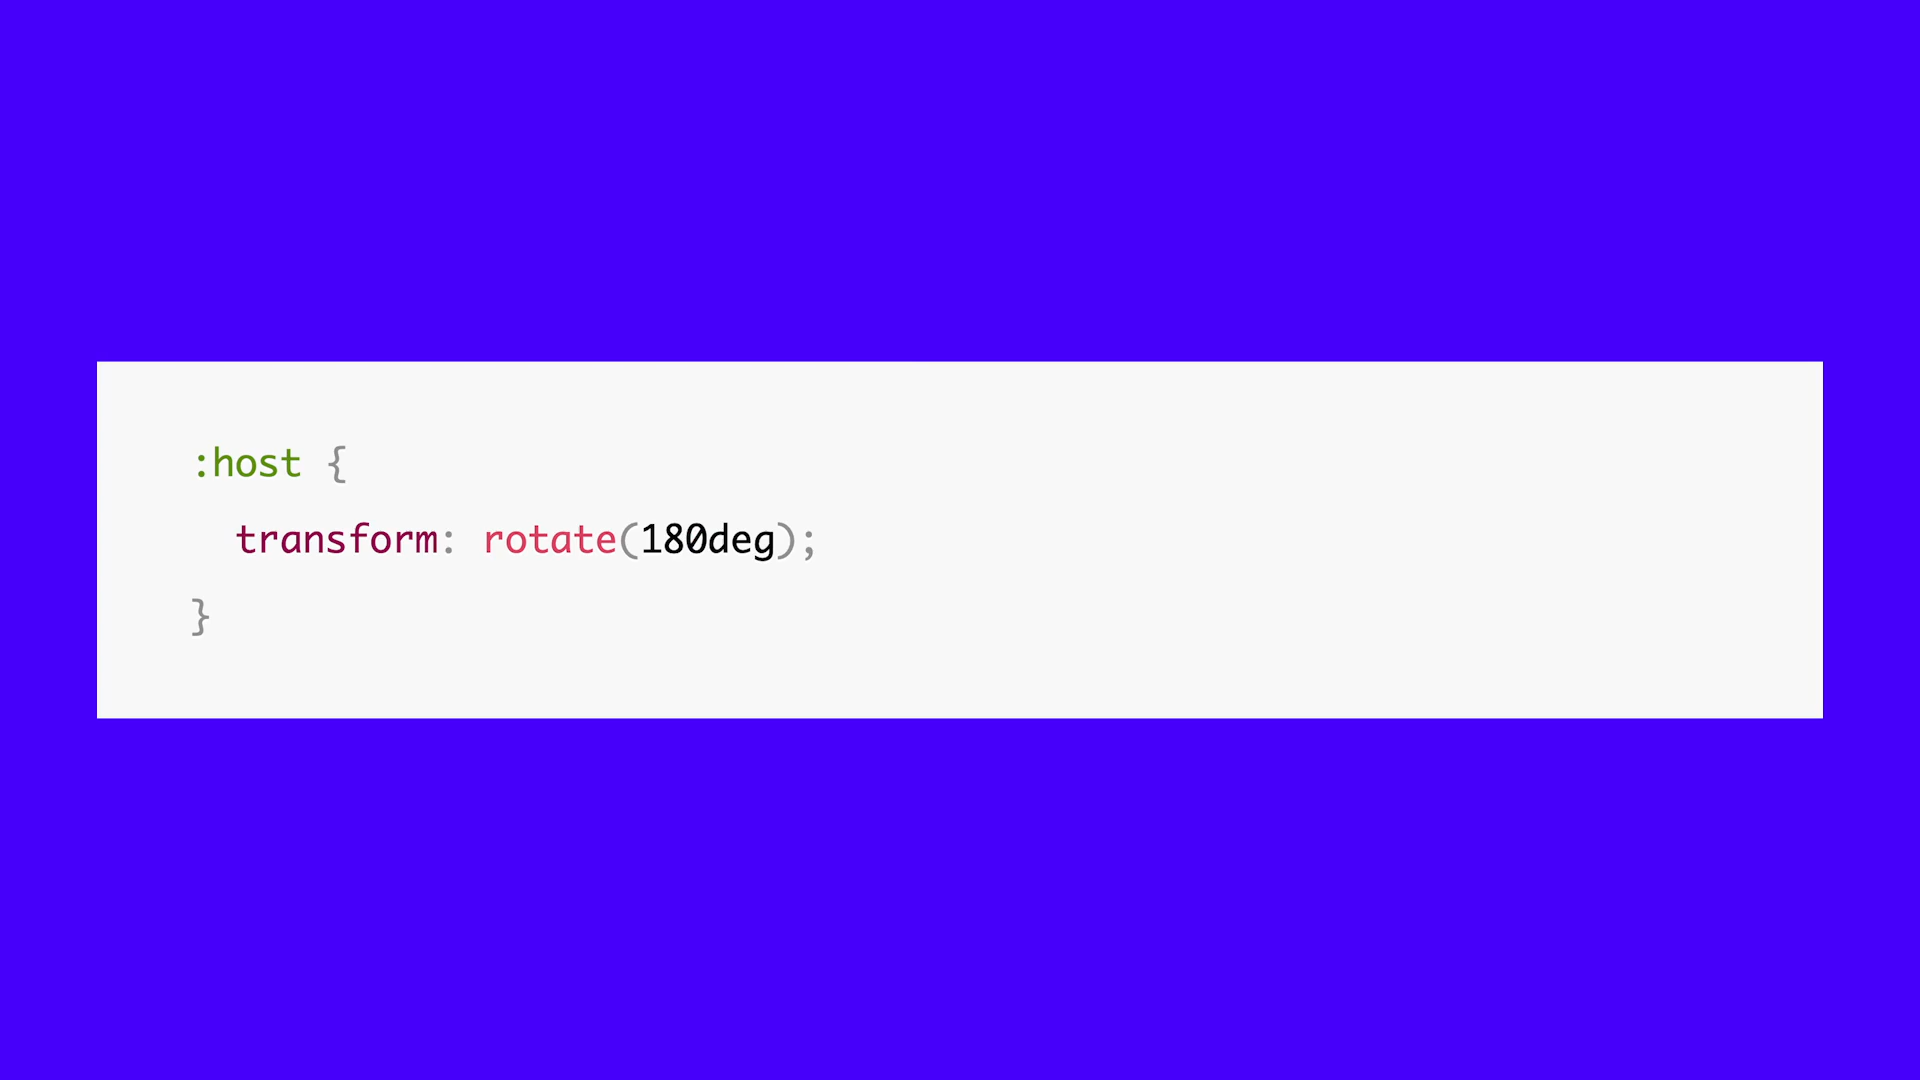 :host {
  transform: rotate(180deg);
}